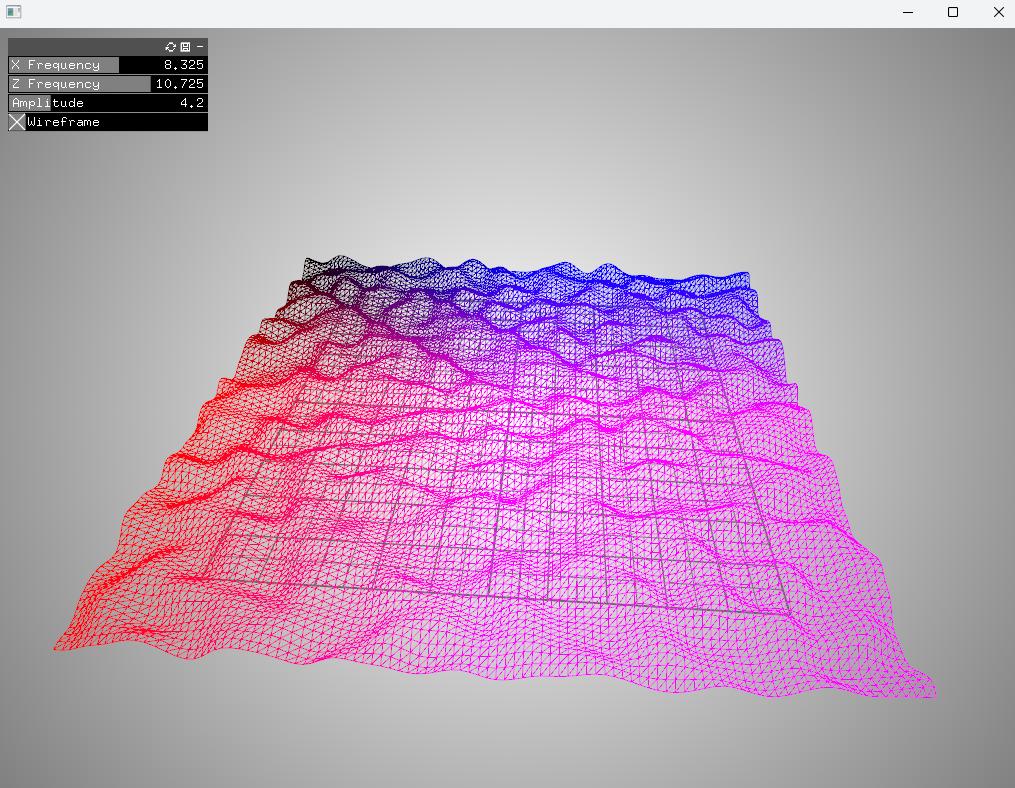 X Frequency 8.325
Z Frequency 10.725
Amplitude 4.2
Wireframe